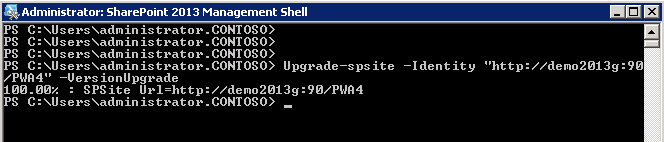 Administrator: SharePoint 2013 Management Shell
PS C:\Users\administrator.CONTOSO>
PS C:\Users\administrator.CONTOSO>
PS C:\Users\administrator.CONTOSO>
PS C:\Users\administrator.CONTOSO> Upgrade-spsite -Identity "http://demo2013g:90
/PWA4" -VersionUpgrade
100.00% : SPSite Url=http://demo2013g:90/PWA4
PS C:\Users\administrator.CONTOSO> _